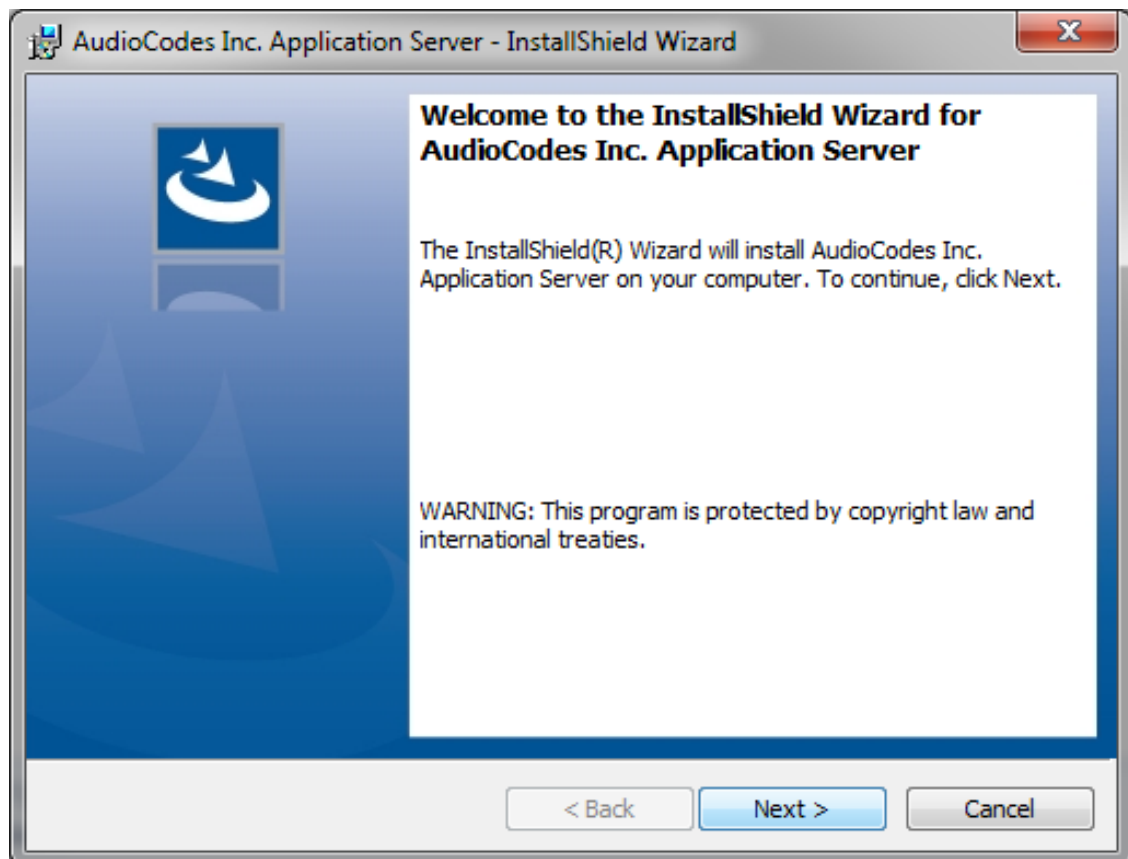 AudioCodes Inc. Application Server - InstallShield Wizard
Welcome to the InstallShield Wizard for
AudioCodes Inc. Application Server
The InstallShield(R) Wizard will install AudioCodes Inc.
Application Server on your computer. To continue, click Next.
WARNING: This program is protected by copyright law and
international treaties.
< Back
Next >
Cancel